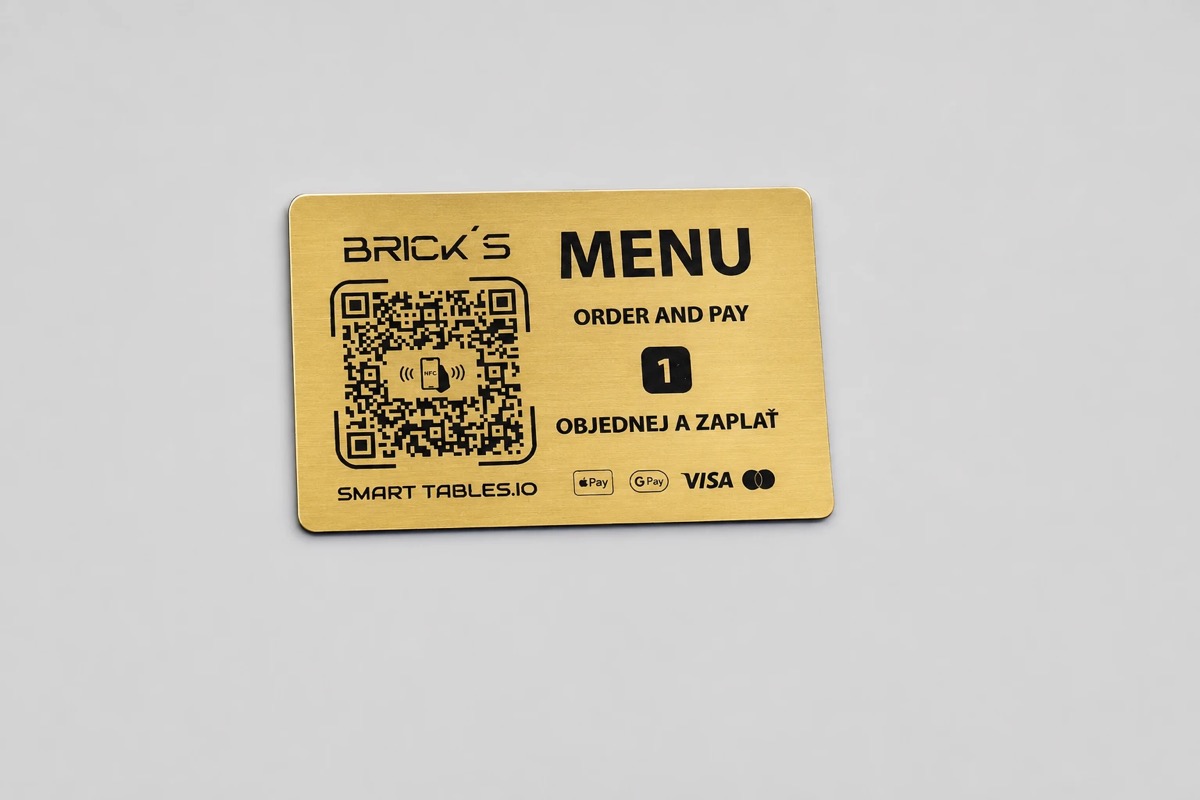 BRICK´S
NFC
SMART TABLES.IO
MENU
ORDER AND PAY
1
OBJEDNEJ A ZAPLAŤ
Pay
G Pay
VISA